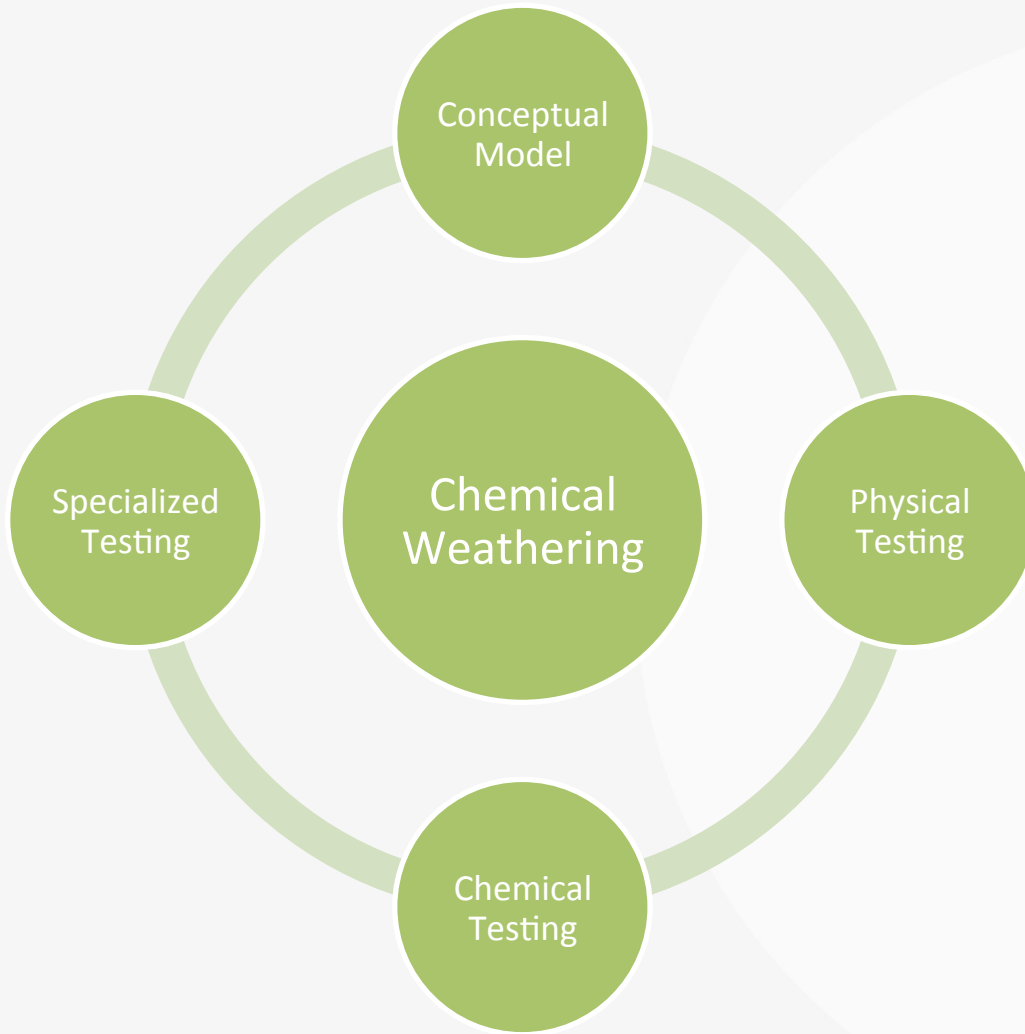 Conceptual
Model
Specialized
Testing
Chemical
Weathering
Physical
Testing
Chemical
Testing